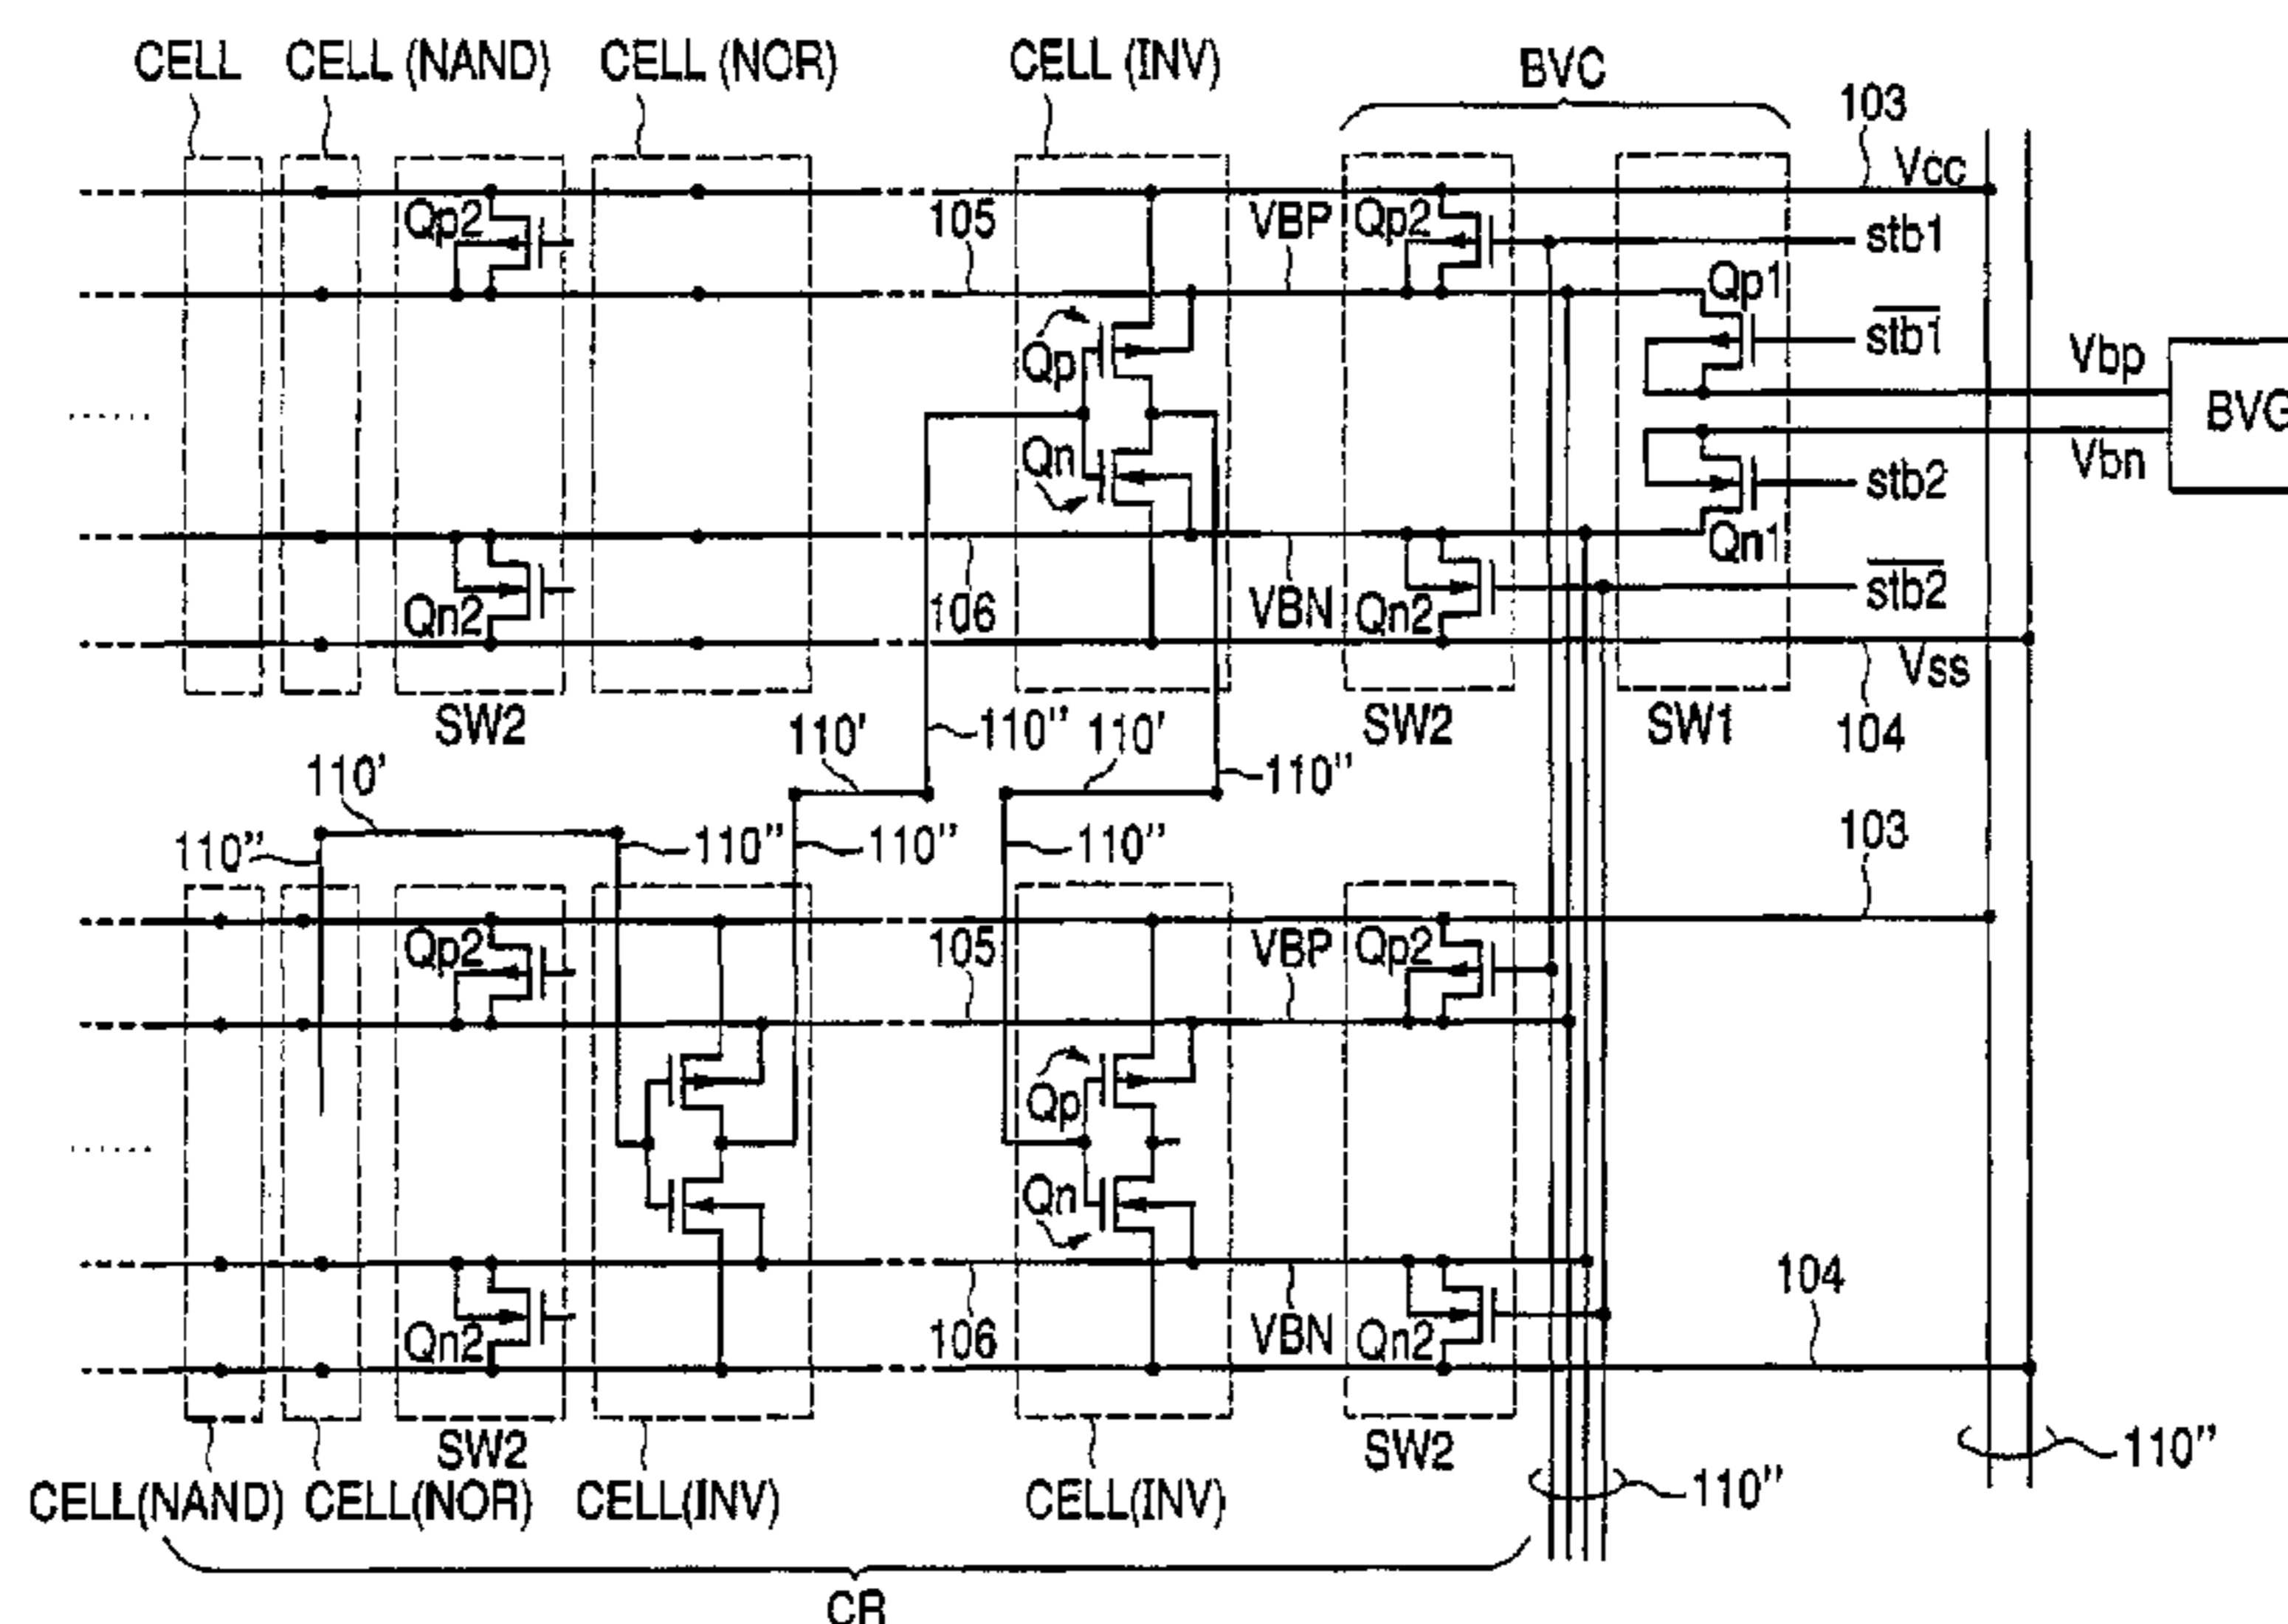 CELL CELL (NAND) CELL (NOR) CELL (INV) BVC
103
Vcc
Qp2 105 VBP Qp2 stb1
Qp1
stb1
Qp Vbp
BVG
Qn Vbn
stb2
Qn1
Qn2 106 VBN Qn2 stb2
Vss
SW2 110' 110" 110' SW2 SW1 104
110' 110"
110" 110" 110" 110" 103
Qp2 105 VBP Qp2
Qp
Qn
104
Qn2 106 VBN Qn2
SW2 SW2 110"
CELL(NAND) CELL(NOR) CELL(INV) CELL(INV) 110"
CR